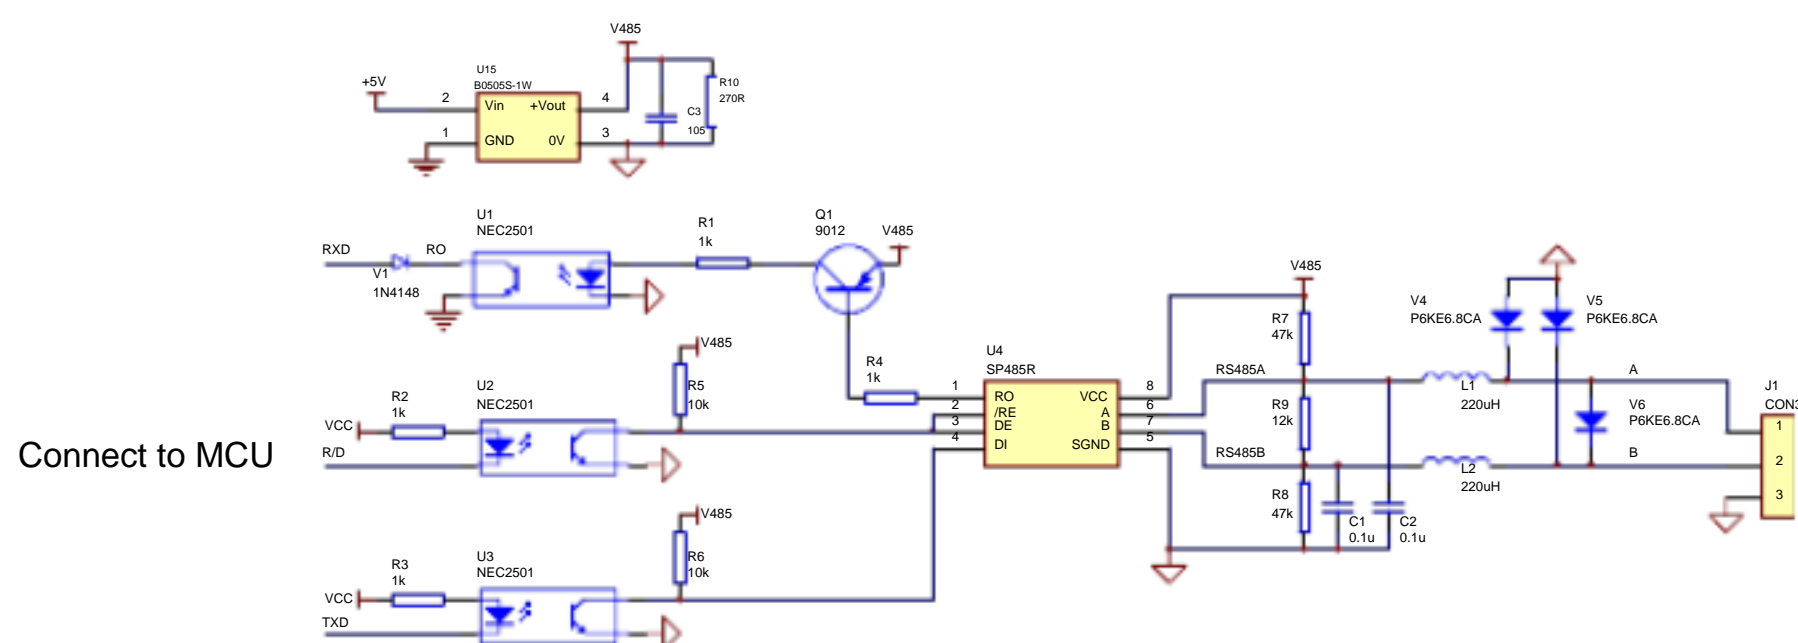 V485
U15
B0505S-1W
+5V
2
Vin
+Vout
4
1
GND
0V
3
C3
105
R10
270R
U1
NEC2501
RXD
RO
V1
1N4148
R1
1k
Q1
9012
V485
R4
1k
V485
R5
10k
U2
NEC2501
R2
1k
VCC
R/D
Connect to MCU
V485
R6
10k
U3
NEC2501
R3
1k
VCC
TXD
U4
SP485R
1
2
3
4
RO
/RE
DE
DI
VCC
A
B
SGND
8
6
7
5
V485
R7
47k
RS485A
R9
12k
RS485B
R8
47k
C1
0.1u
C2
0.1u
V4
P6KE6.8CA
V5
P6KE6.8CA
L1
220uH
L2
220uH
A
V6
P6KE6.8CA
B
J1
CON3
1
2
3